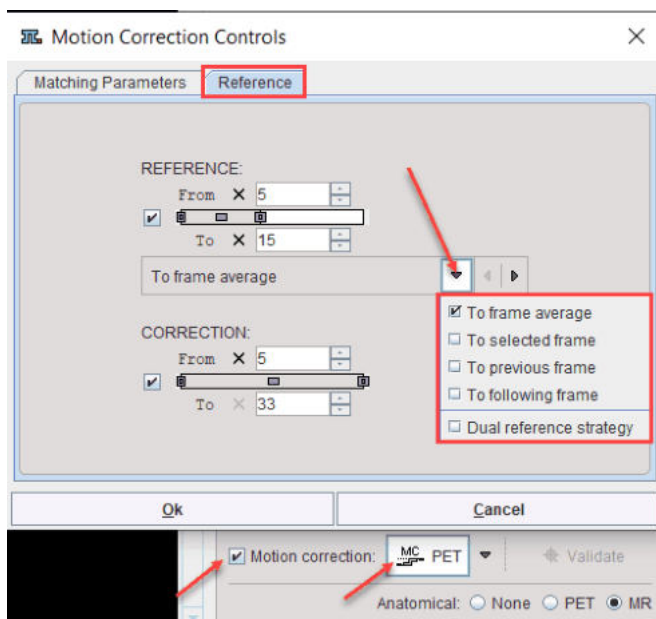 Motion Correction Controls
Matching Parameters Reference
REFERENCE:
From 5
To 15
To frame average
To frame average
To selected frame
To previous frame
To following frame
Dual reference strategy
CORRECTION:
From 5
To 33
Ok Cancel
Motion correction: MC PET Validate
Anatomical: None PET MR